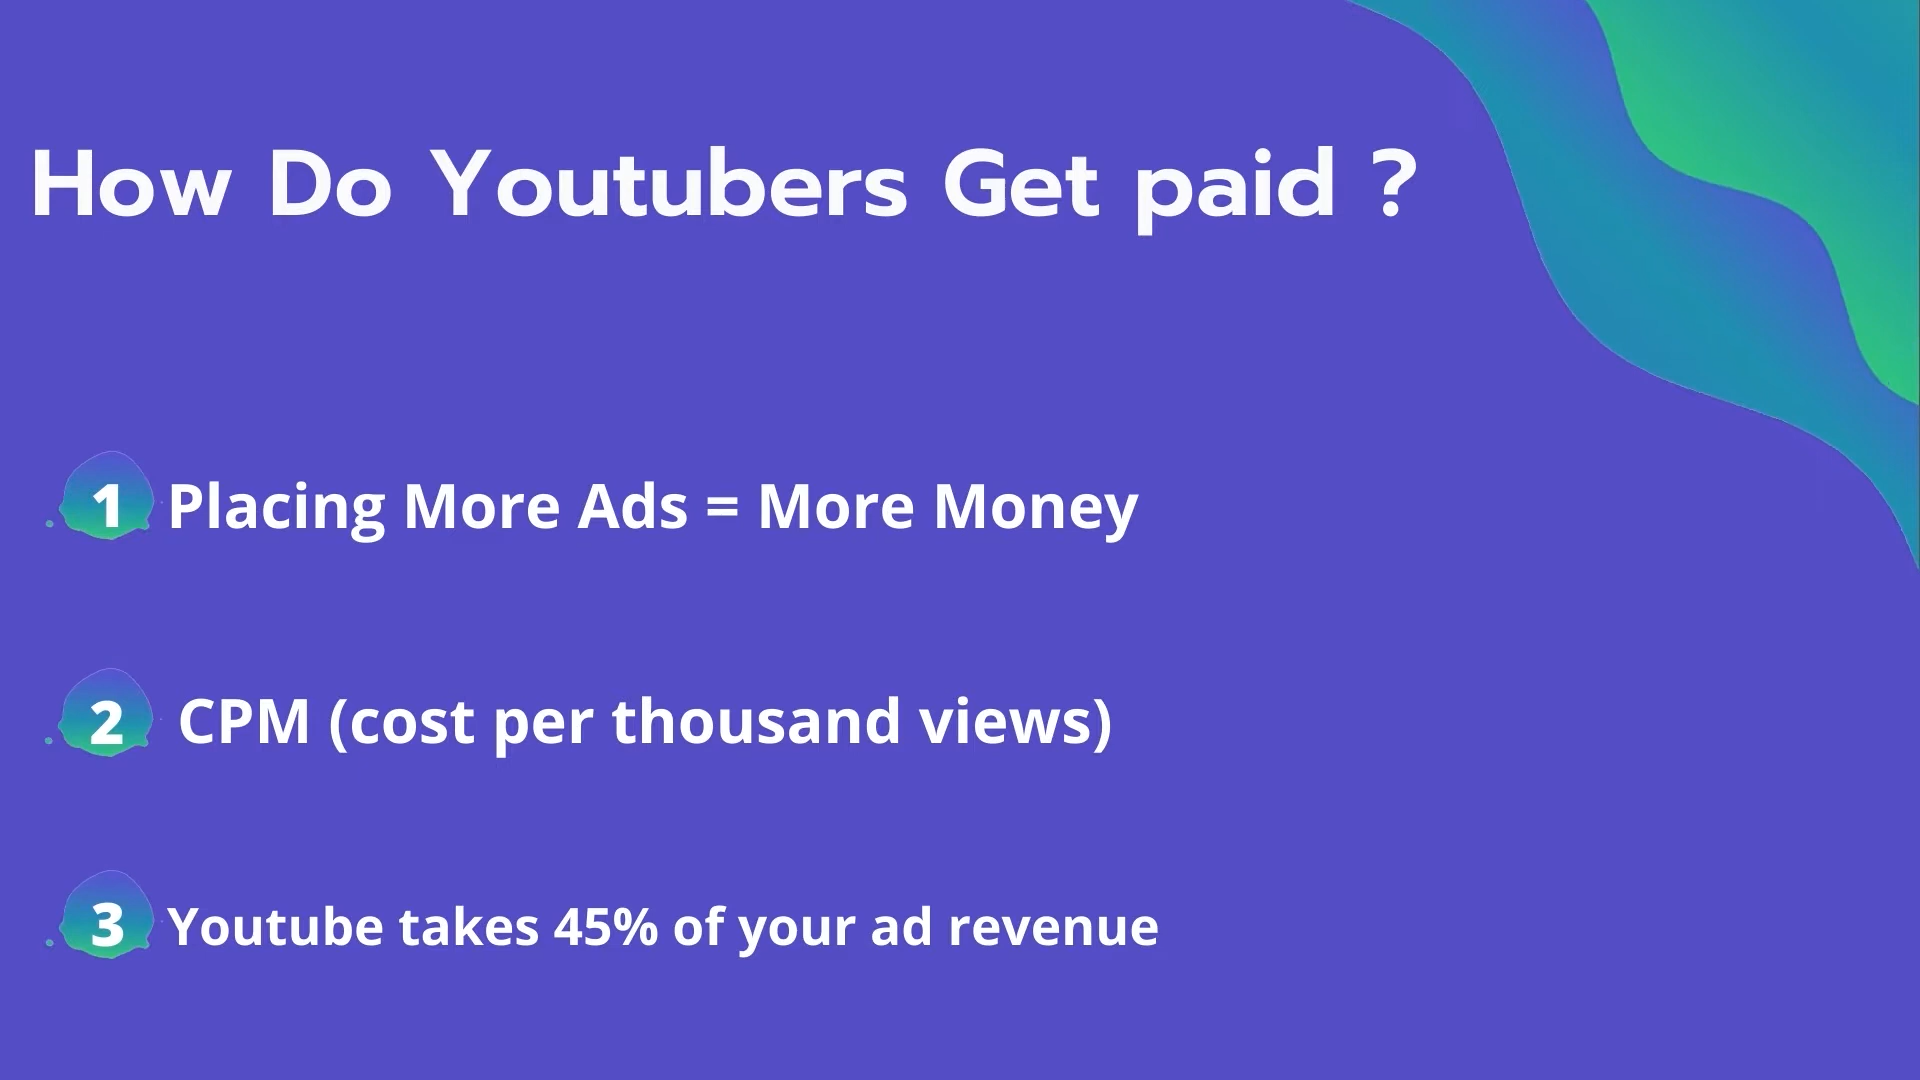 How Do Youtubers Get paid ?
1 Placing More Ads = More Money
2 CPM (cost per thousand views)
3 Youtube takes 45% of your ad revenue